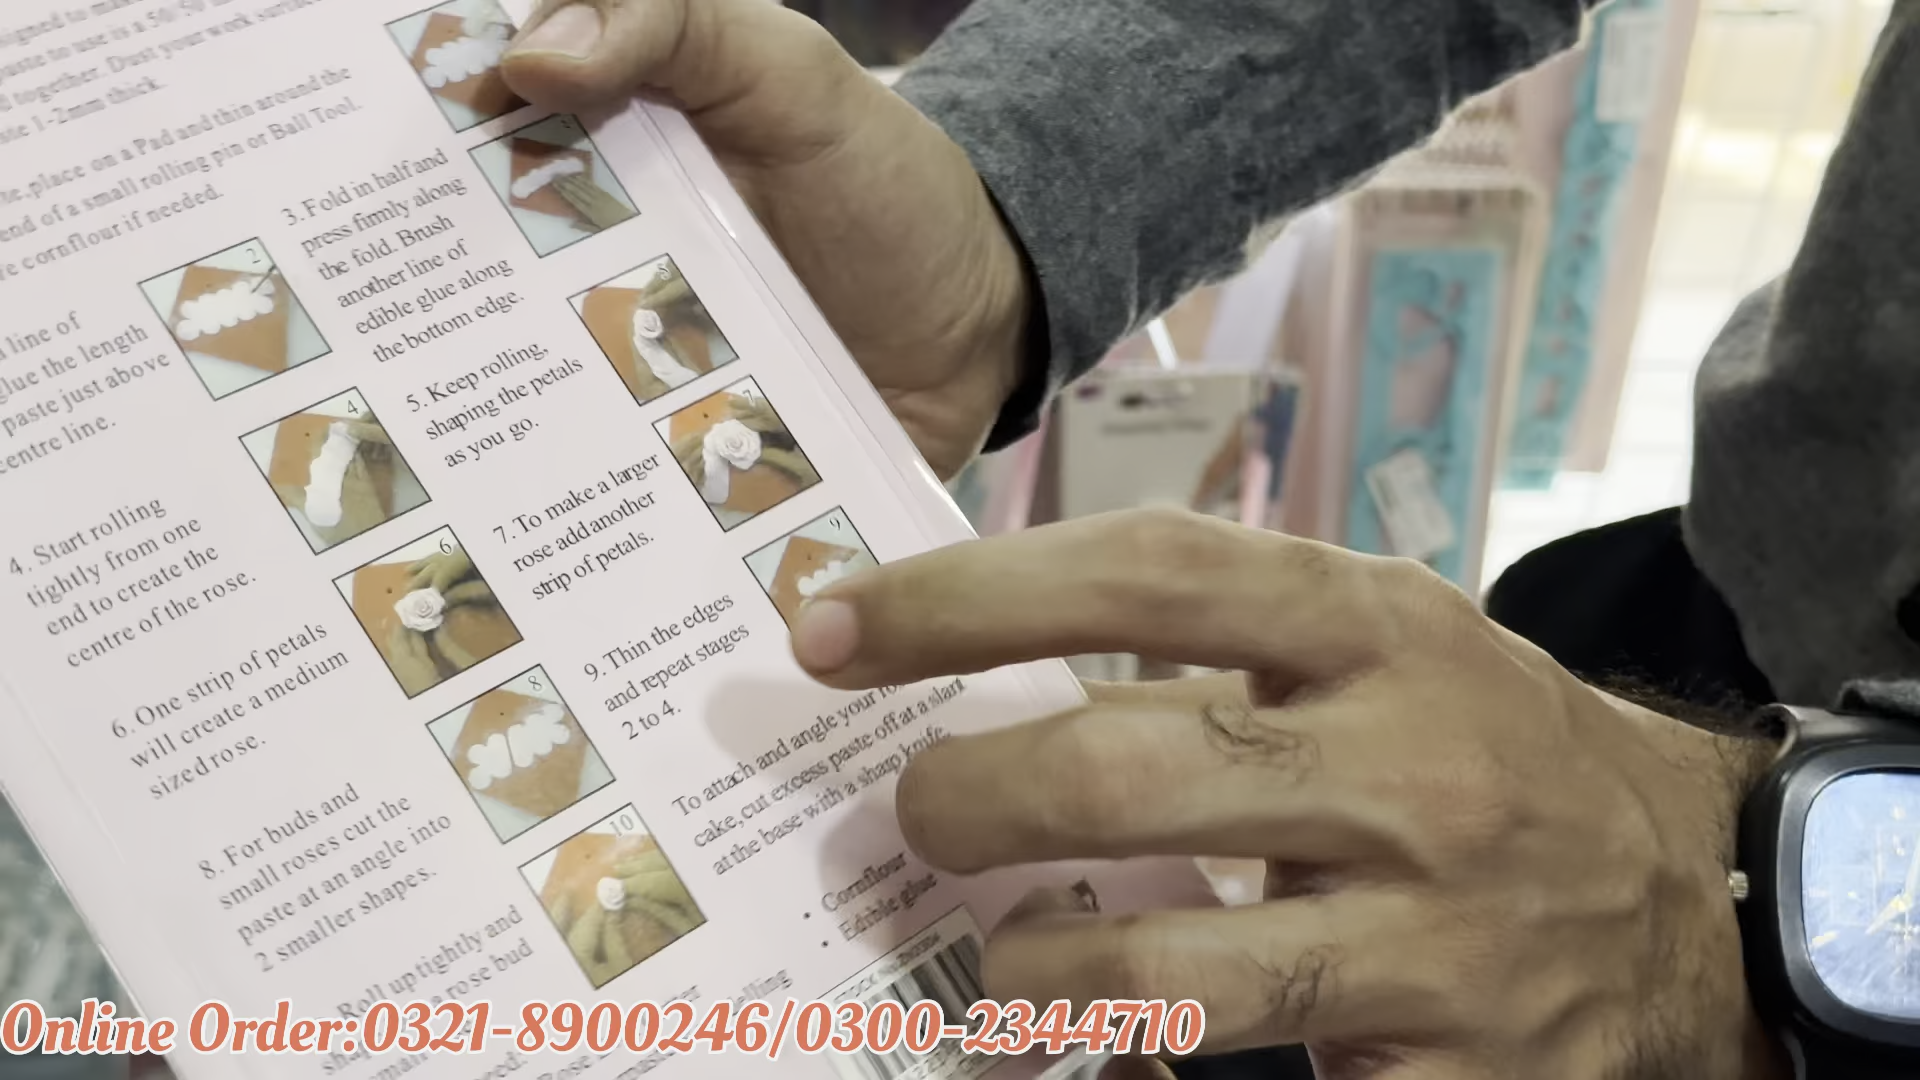 to use is a 50/50
together. Dust your work
1-2mm thick.
place on a Pad and thin around the
end of a small rolling pin or Ball Tool.
cornflour if needed.
line of
glue the length
paste just above
centre line.
2
3. Fold in half and
press firmly along
the fold. Brush
another line of
edible glue along
the bottom edge.
4. Start rolling
tightly from one
end to create the
centre of the rose.
4
5. Keep rolling,
shaping the petals
as you go.
5
6. One strip of petals
will create a medium
sized rose.
6
7. To make a larger
rose add another
strip of petals.
7
8. For buds and
small roses cut the
paste at an angle into
2 smaller shapes.
8
9. Thin the edges
and repeat stages
2 to 4.
9
Roll up tightly and
a rose bud
10
To attach and angle your
cake, cut excess paste off at a slant
at the base with a sharp knife.
• Cornflour
• Edible glue
Online Order:0321-8900246/0300-2344710